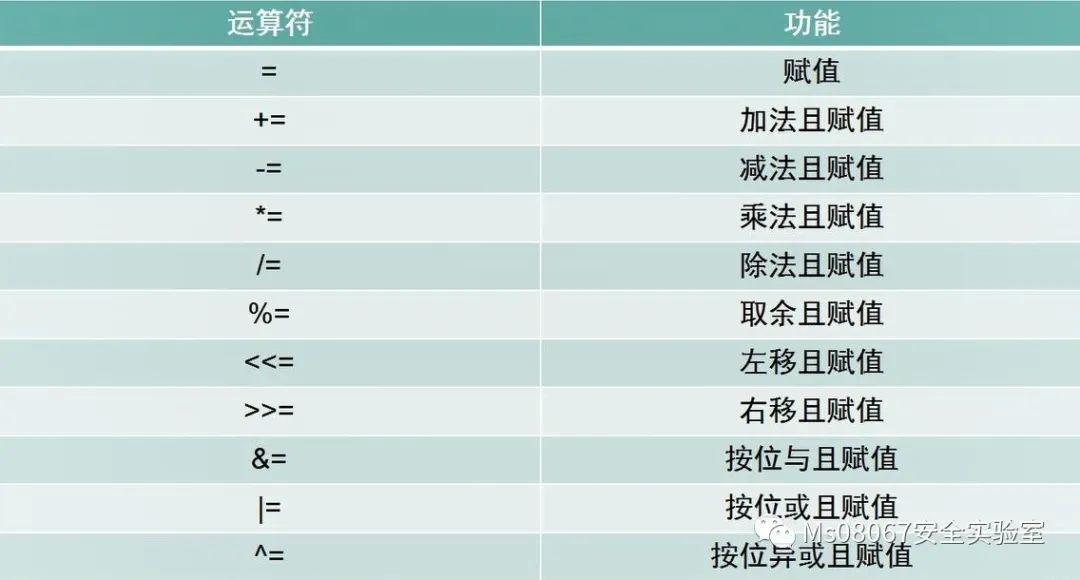 运算符 功能
= 赋值
+= 加法且赋值
-= 减法且赋值
*= 乘法且赋值
/= 除法且赋值
%= 取余且赋值
<<= 左移且赋值
>>= 右移且赋值
&= 按位与且赋值
|= 按位或且赋值
Ms08067安全实验室
^= 按位异或且赋值